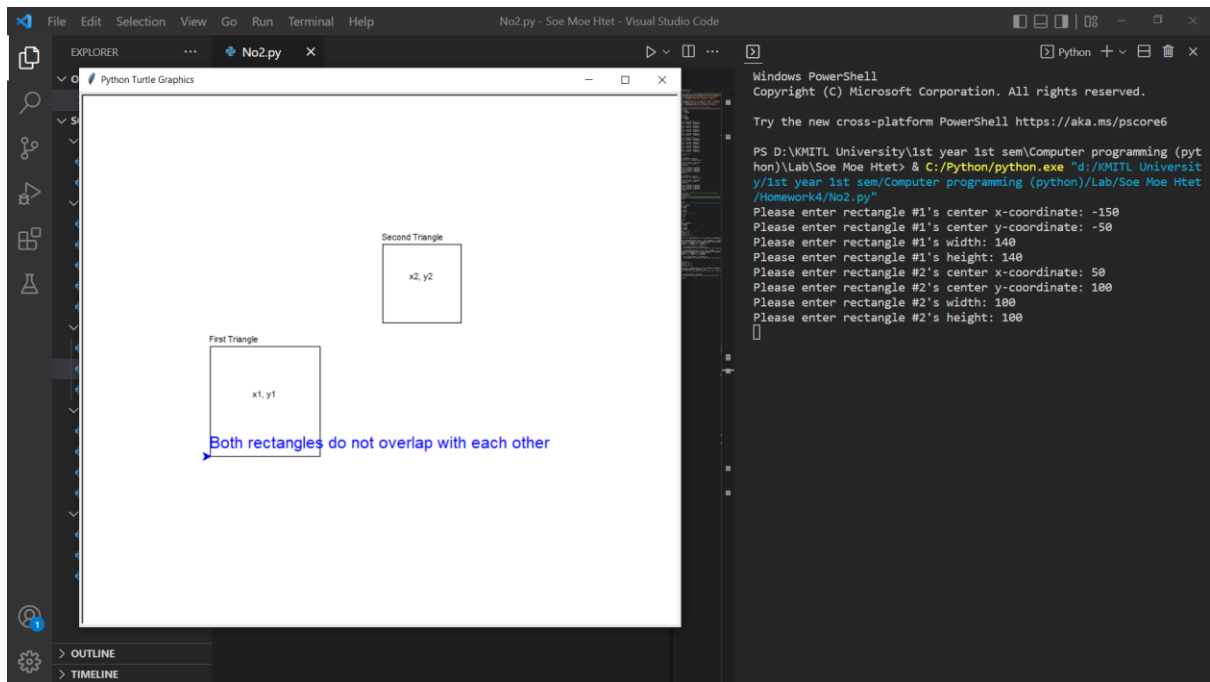 File Edit Selection View Go Run Terminal Help No2.py - Soe Moe Htet - Visual Studio Code
EXPLORER
No2.py
Python Turtle Graphics
Second Triangle
x2, y2
First Triangle
x1, y1
Both rectangles do not overlap with each other
OUTLINE
TIMELINE
1
Python
Windows PowerShell
Copyright (C) Microsoft Corporation. All rights reserved.
Try the new cross-platform PowerShell https://aka.ms/pscore6
PS D:\KMITL University\1st year 1st sem\Computer programming (pyt
hon)\Lab\Soe Moe Htet> & C:/Python/python.exe "d:/KMITL Universit
y/1st year 1st sem/Computer programming (python)/Lab/Soe Moe Htet
/Homework4/No2.py"
Please enter rectangle #1's center x-coordinate: -150
Please enter rectangle #1's center y-coordinate: -50
Please enter rectangle #1's width: 140
Please enter rectangle #1's height: 140
Please enter rectangle #2's center x-coordinate: 50
Please enter rectangle #2's center y-coordinate: 100
Please enter rectangle #2's width: 100
Please enter rectangle #2's height: 100